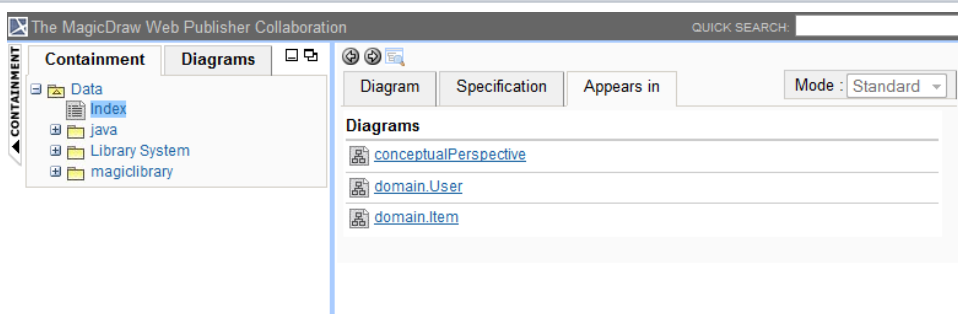 The MagicDraw Web Publisher Collaboration
QUICK SEARCH:
CONTAINMENT
Containment
Diagrams
Data
Index
java
Library System
magiclibrary
Diagram
Specification
Appears in
Mode : Standard
Diagrams
conceptualPerspective
domain.User
domain.Item